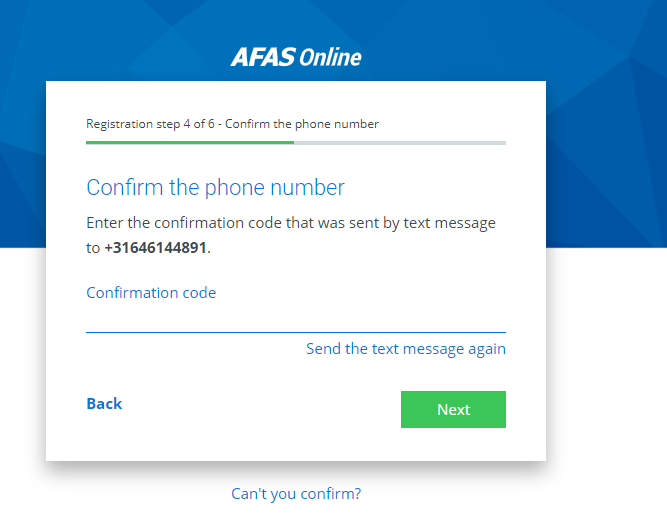 AFAS Online
Registration step 4 of 6 - Confirm the phone number
Confirm the phone number
Enter the confirmation code that was sent by text message
to +31646144891.
Confirmation code
Send the text message again
Back
Next
Can't you confirm?